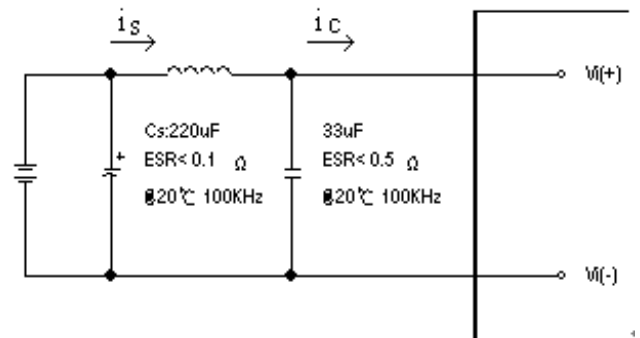 iS
iC
Vi(+)
Cs:220uF
ESR< 0.1 Ω
@20℃ 100KHz
33uF
ESR< 0.5 Ω
@20℃ 100KHz
+
Vi(-)